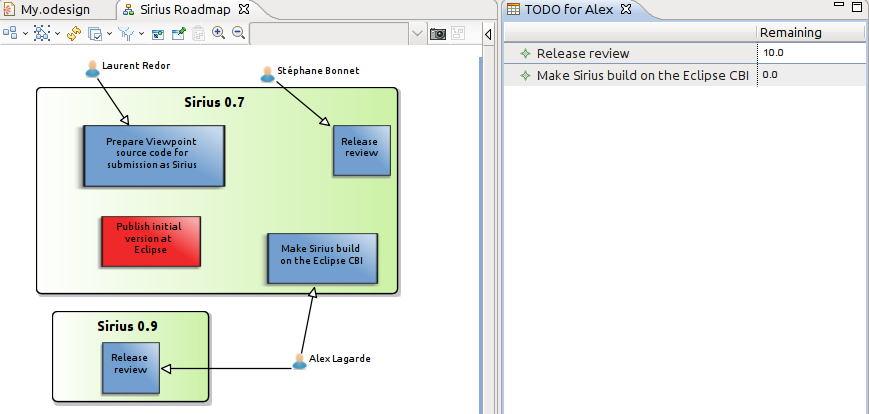 My.odesign
Sirius Roadmap
TODO for Alex
Remaining
Release review
10.0
Make Sirius build on the Eclipse CBI
0.0
Laurent Redor
Stéphane Bonnet
Sirius 0.7
Prepare Viewpoint
source code for
submission as Sirius
Release
review
Publish initial
version at
Eclipse
Make Sirius build
on the Eclipse CBI
Sirius 0.9
Release
review
Alex Lagarde